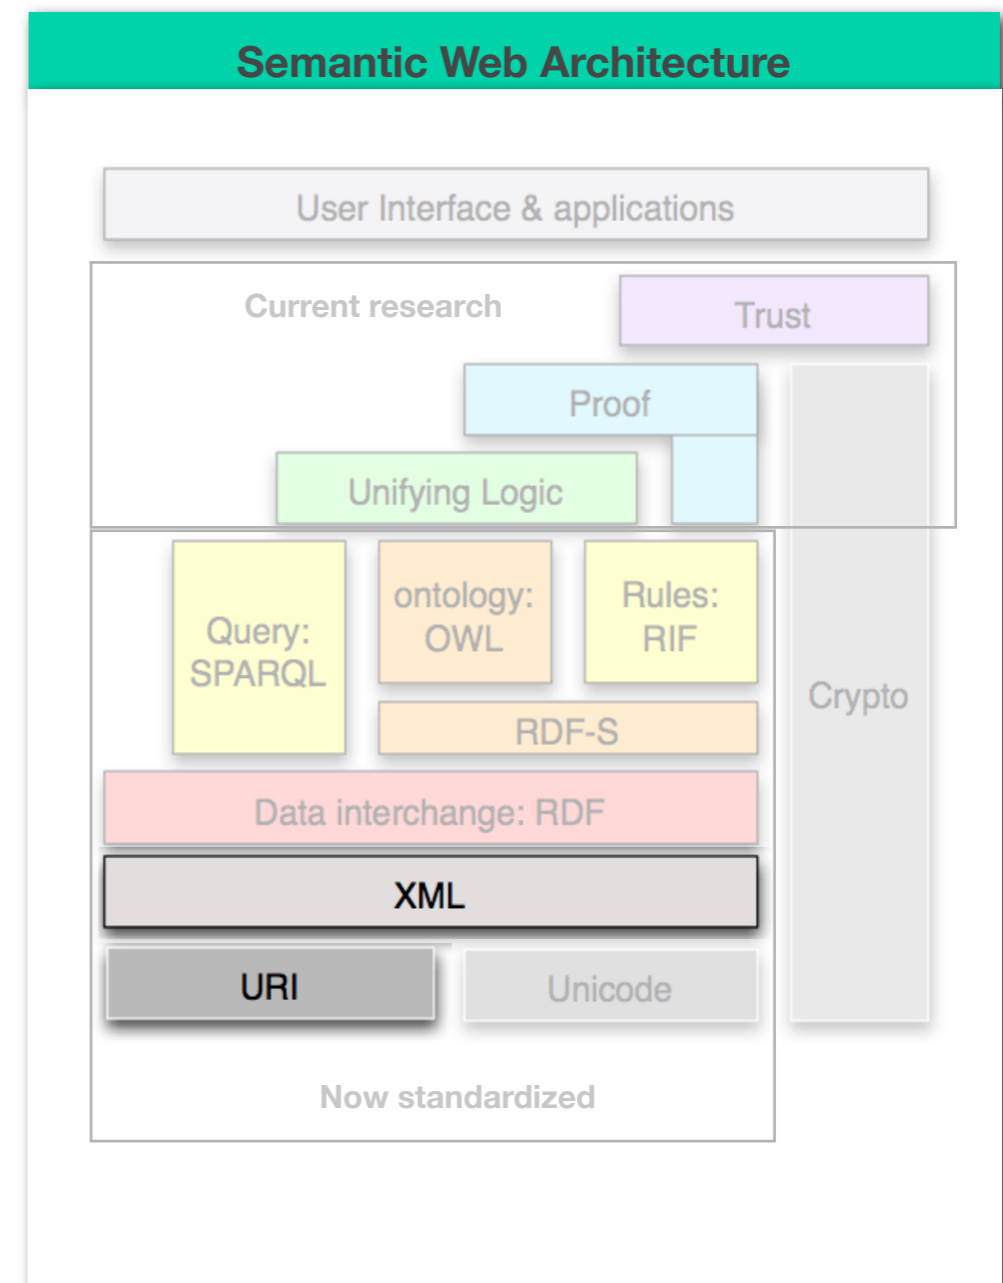 Semantic Web Architecture
User Interface & applications
Current research
Trust
Proof
Unifying Logic
Query:
SPARQL
ontology:
OWL
Rules:
RIF
Crypto
RDF-S
Data interchange: RDF
XML
URI
Unicode
Now standardized